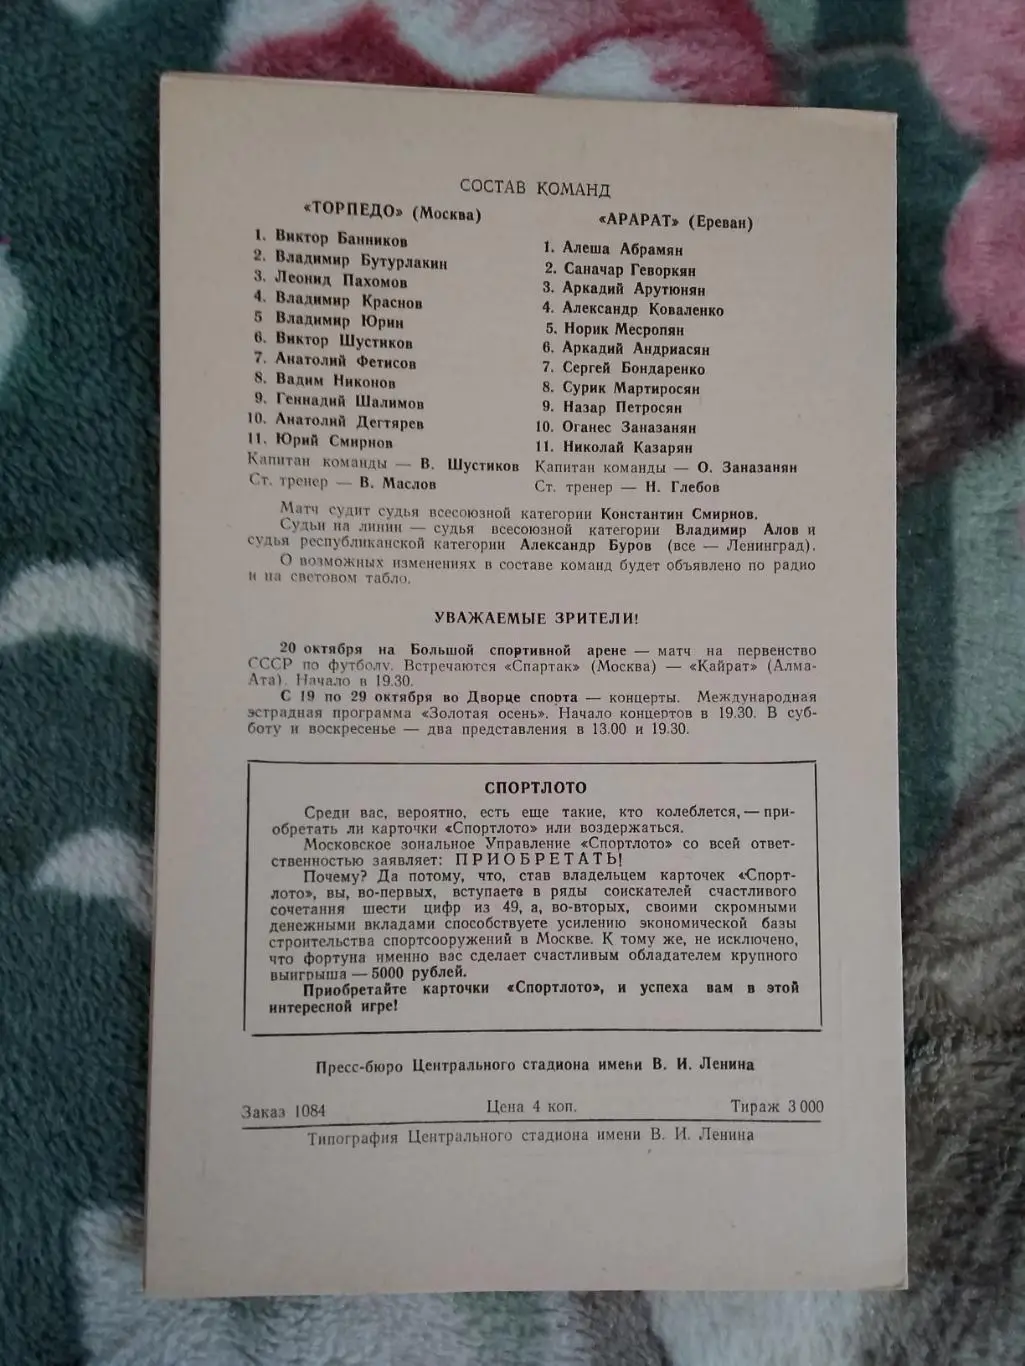 СОСТАВ КОМАНД
«ТОРПЕДО» (Москва)
1. Виктор Банников
2. Владимир Бутурлакин
3. Леонид Пахомов
4. Владимир Краснов
5 Владимир Юрин
6. Виктор Шустиков
7. Анатолий Фетисов
8. Вадим Никонов
9. Геннадий Шалимов
10. Анатолий Дегтярев
11. Юрий Смирнов
Капитан команды — В. Шустиков
Ст. тренер — В. Маслов
«АРАРАТ» (Ереван)
1. Алеша Абрамян
2. Саначар Геворкян
3. Аркадий Арутюнян
4. Александр Коваленко
5. Норик Месропян
6. Аркадий Андриасян
7. Сергей Бондаренко
8. Сурик Мартиросян
9. Назар Петросян
10. Оганес Заназанян
11. Николай Казарян
Капитан команды — О. Заназанян
Ст. тренер — Н. Глебов
Матч судит судья всесоюзной категории Константин Смирнов.
Судьи на линии — судья всесоюзной категории Владимир Алов и
судья республиканской категории Александр Буров (все — Ленинград).
О возможных изменениях в составе команд будет объявлено по радио
и на световом табло.
УВАЖАЕМЫЕ ЗРИТЕЛИ!
20 октября на Большой спортивной арене — матч на первенство
СССР по футболу. Встречаются «Спартак» (Москва) — «Қайрат» (Алма-
Ата). Начало в 19.30.
С 19 по 29 октября во Дворце спорта — концерты. Международная
эстрадная программа «Золотая осень». Начало концертов в 19.30. В суб-
боту и воскресенье — два представления в 13.00 и 19.30.
СПОРТЛОТО
Среди вас, вероятно, есть еще такие, кто колеблется, — при-
обретать ли карточки «Спортлото» или воздержаться.
Московское зональное Управление «Спортлото» со всей ответ-
ственностью заявляет: ПРИОБРЕТАТЬ!
Почему? Да потому, что, став владельцем карточек «Спорт-
лото», вы, во-первых, вступаете в ряды соискателей счастливого
сочетания шести цифр из 49, а, во-вторых, своими скромными
денежными вкладами способствуете усилению экономической базы
строительства спортсооружений в Москве. К тому же, не исключено,
что фортуна именно вас сделает счастливым обладателем крупного
выигрыша — 5000 рублей.
Приобретайте карточки «Спортлото», и успеха вам в этой
интересной игре!
Пресс-бюро Центрального стадиона имени В. И. Ленина
Заказ 1084 Цена 4 коп. Тираж 3 000
Типография Центрального стадиона имени В. И. Ленина